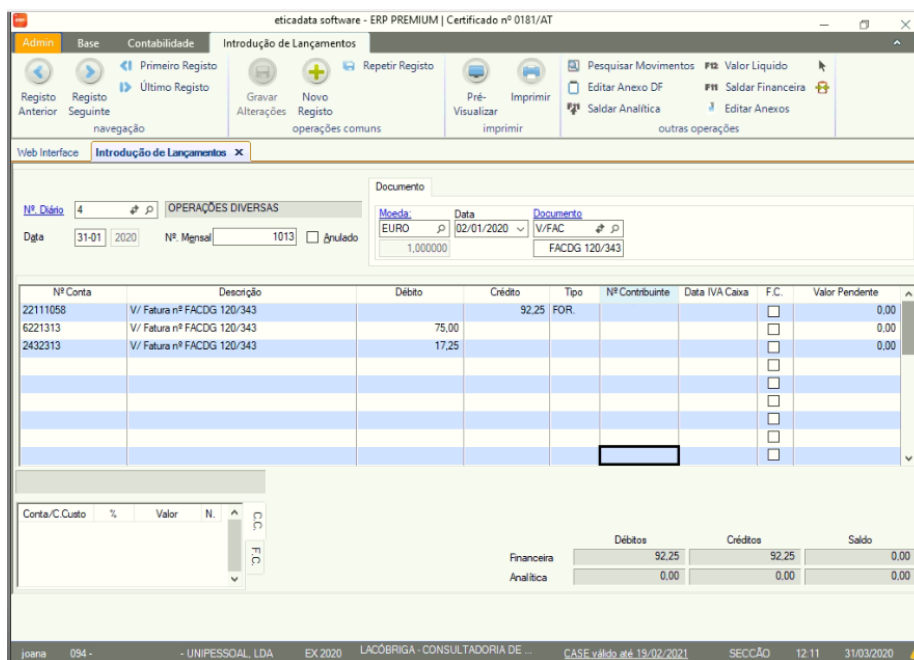 eticadata software - ERP PREMIUM | Certificado nº 0181/AT
Admin Base Contabilidade Introdução de Lançamentos
Registo Anterior
Registo Seguinte
Primeiro Registo
Último Registo
navegação
Gravar Alterações
Novo Registo
Repetir Registo
operações comuns
Pré-Visualizar
Imprimir
imprimir
Pesquisar Movimentos F12 Valor Liquido
Editar Anexo DF F11 Saldar Financeira
Saldar Analítica Editar Anexos
outras operações
Web Interface Introdução de Lançamentos X
Documento
Nº. Diário 4 OPERAÇÕES DIVERSAS
Data 31-01 2020 Nº. Mensal 1013 Anulado
Moeda: Data Documento
EURO 02/01/2020 V/FAC
1,000000 FACDG 120/343
Nº Conta Descrição Débito Crédito Tipo Nº Contribuinte Data IVA Caixa F.C. Valor Pendente
22111058 V/ Fatura nº FACDG 120/343 92,25 FOR. 0,00
6221313 V/ Fatura nº FACDG 120/343 75,00 0,00
2432313 V/ Fatura nº FACDG 120/343 17,25 0,00
Conta/C.Custo % Valor N.
C.C.
F.C.
Débitos Créditos Saldo
Financeira 92,25 92,25 0,00
Analítica 0,00 0,00 0,00
joana 094 - - UNIPESSOAL, LDA EX 2020 LACÓBRIGA - CONSULTADORIA DE ... CASE válido até 19/02/2021 SECCÃO 12:11 31/03/2020